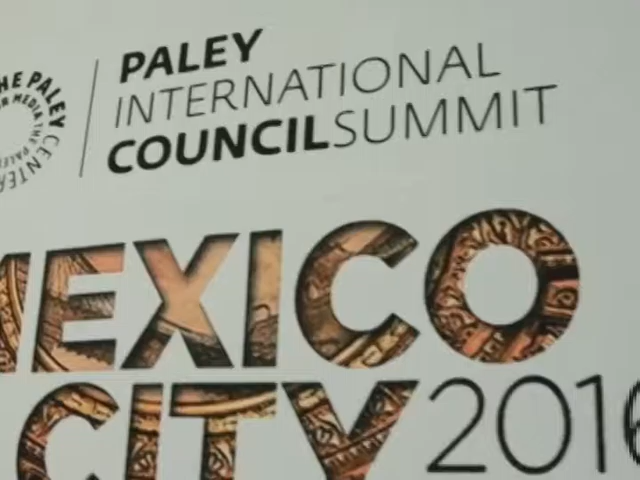 THE PALEY CENTER
PALEY
INTERNATIONAL
COUNCILSUMMIT
MEXICO
CITY 2016